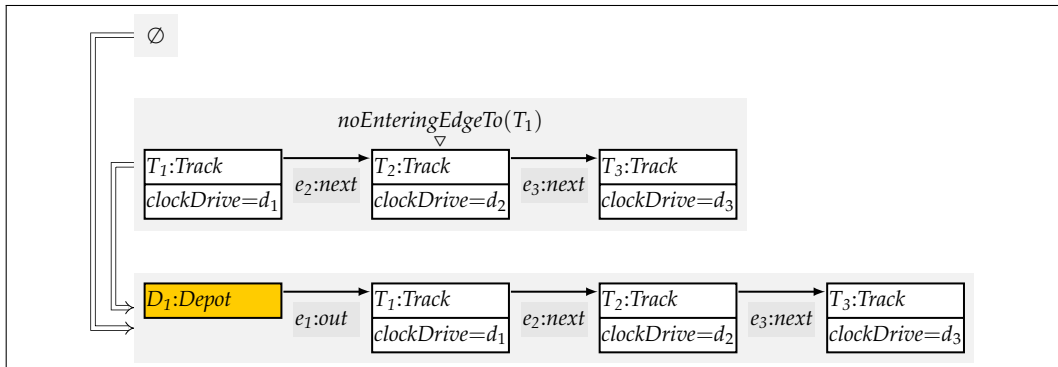 ∅
noEnteringEdgeTo(T₁)
▽
T₁:Track
T₂:Track
T₃:Track
e₂:next
e₃:next
clockDrive=d₁
clockDrive=d₂
clockDrive=d₃
D₁:Depot
T₁:Track
T₂:Track
T₃:Track
e₁:out
e₂:next
e₃:next
clockDrive=d₁
clockDrive=d₂
clockDrive=d₃